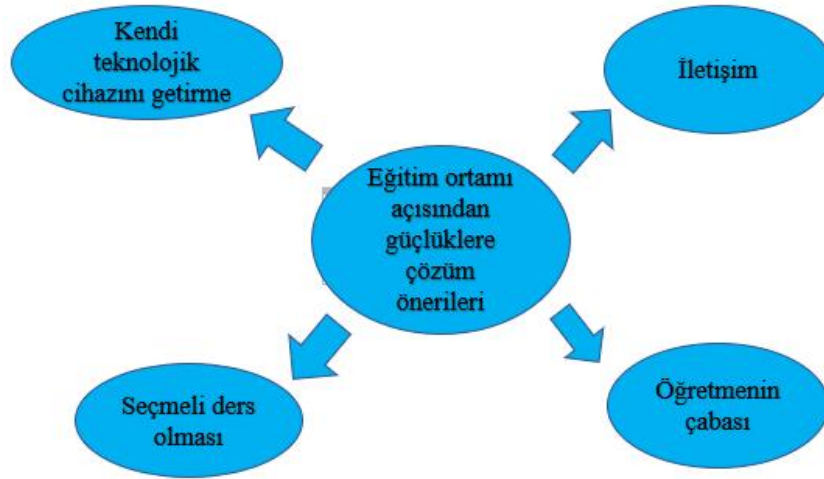 Kendi
teknolojik
cihazını getirme
İletişim
Eğitim ortamı
açısından
güçlüklere
çözüm
önerileri
Seçmeli ders
olması
Öğretmenin
çabası